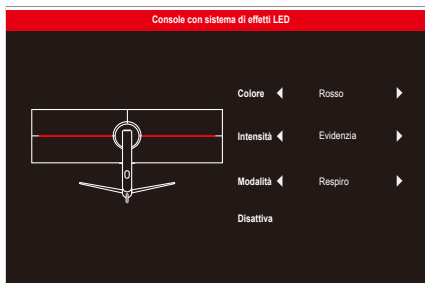 Console con sistema di effetti LED
Colore Rosso
Intensità Evidenzia
Modalità Respiro
Disattiva